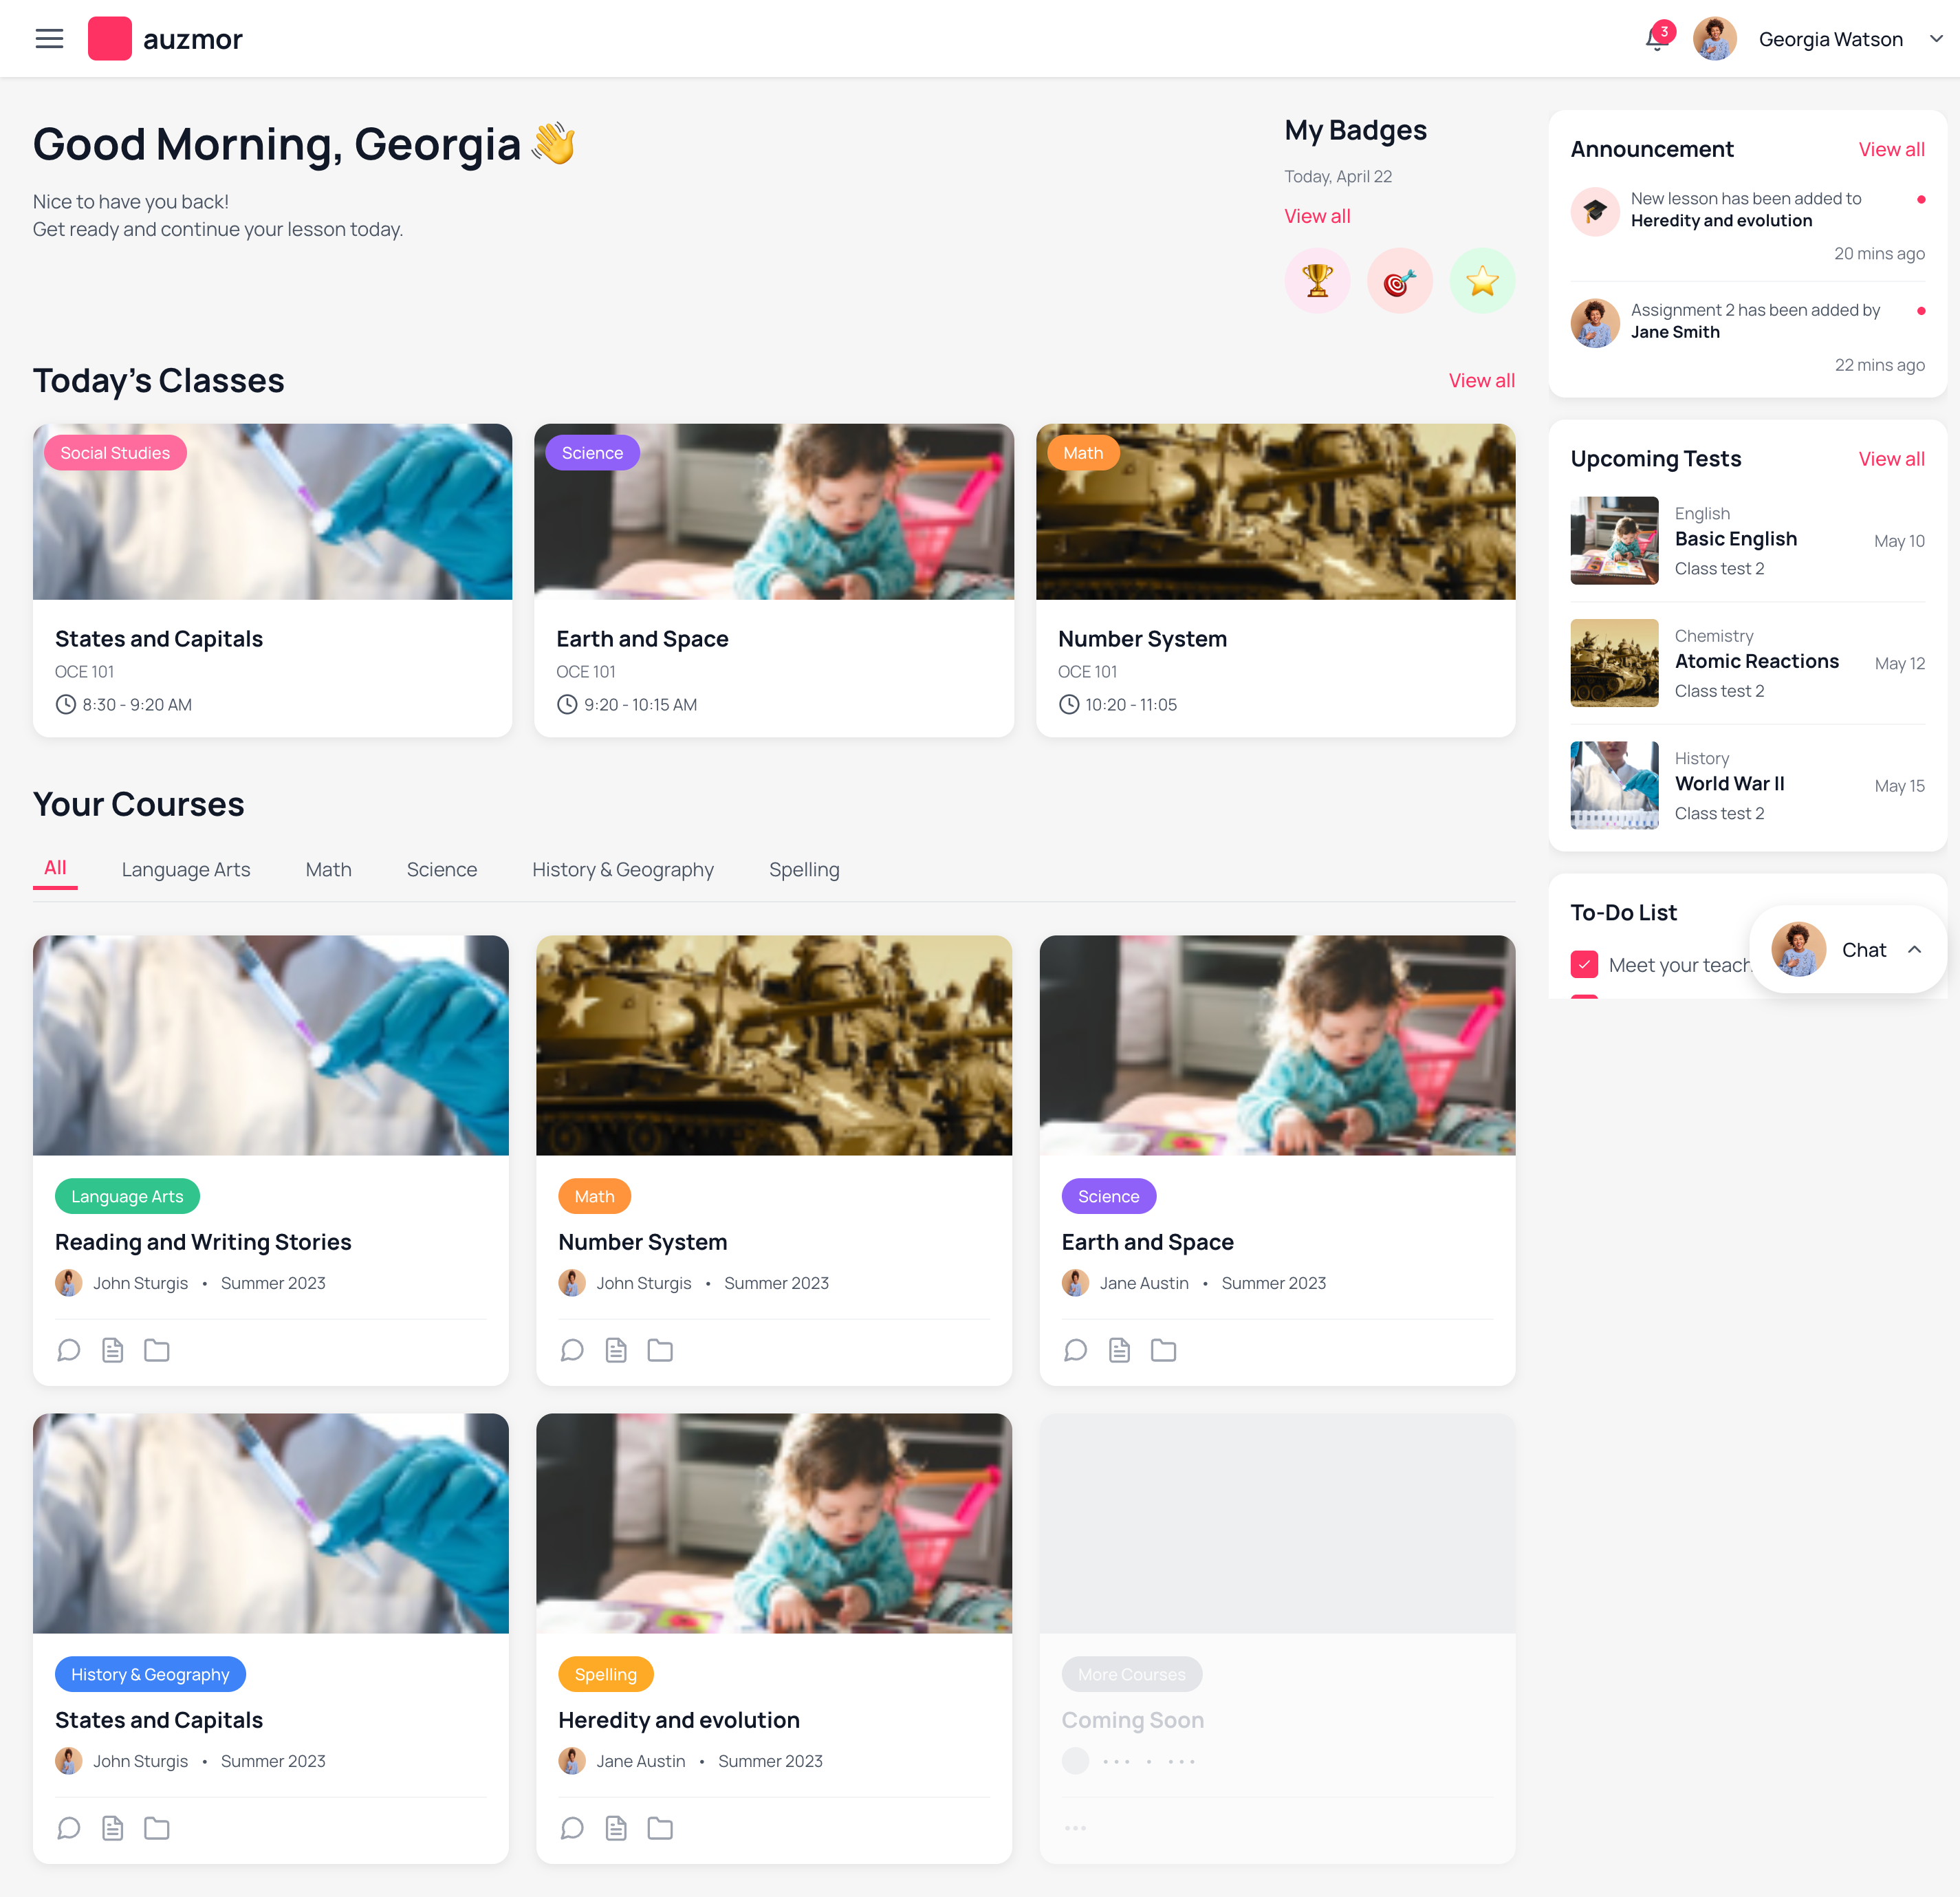 auzmor
3
Georgia Watson
Good Morning, Georgia 👋
Nice to have you back!
Get ready and continue your lesson today.
My Badges
Today, April 22
View all
Today's Classes
View all
Social Studies
States and Capitals
OCE 101
8:30 - 9:20 AM
Science
Earth and Space
OCE 101
9:20 - 10:15 AM
Math
Number System
OCE 101
10:20 - 11:05
Your Courses
All
Language Arts
Math
Science
History & Geography
Spelling
Language Arts
Reading and Writing Stories
John Sturgis • Summer 2023
Math
Number System
John Sturgis • Summer 2023
Science
Earth and Space
Jane Austin • Summer 2023
History & Geography
States and Capitals
John Sturgis • Summer 2023
Spelling
Heredity and evolution
Jane Austin • Summer 2023
More Courses
Coming Soon
Announcement
View all
New lesson has been added to
Heredity and evolution
20 mins ago
Assignment 2 has been added by
Jane Smith
22 mins ago
Upcoming Tests
View all
English
Basic English
Class test 2
May 10
Chemistry
Atomic Reactions
Class test 2
May 12
History
World War II
Class test 2
May 15
To-Do List
Meet your
Chat